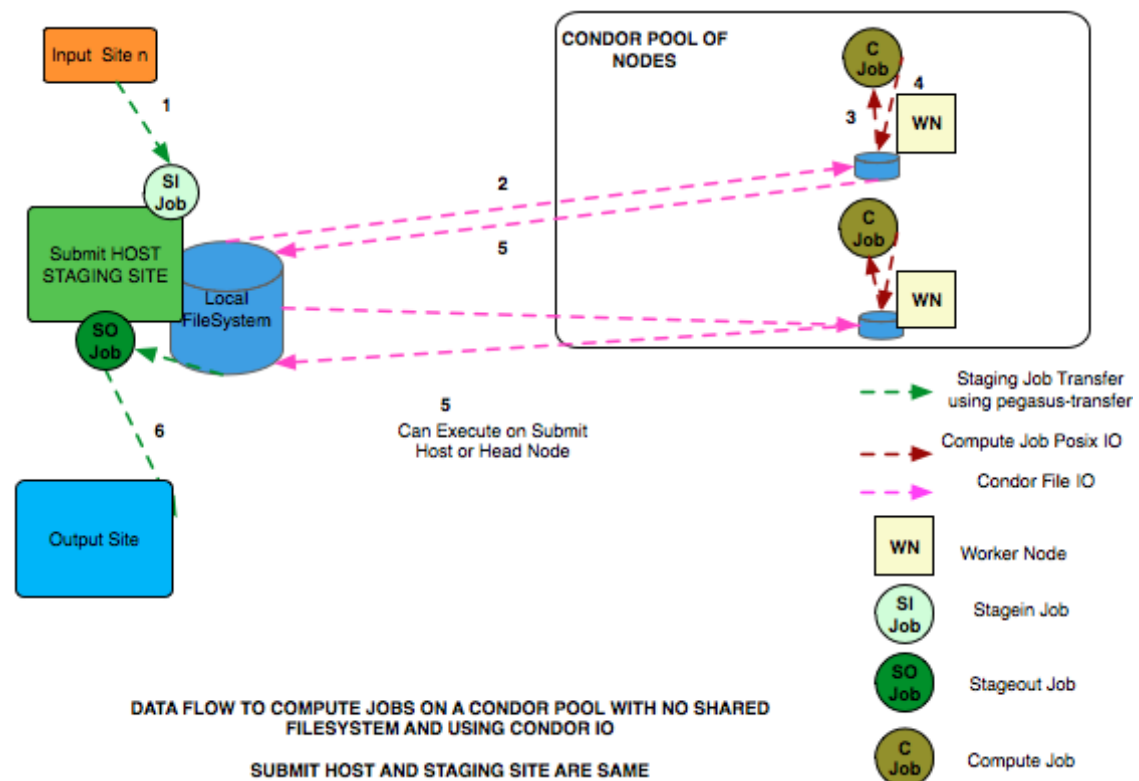 Input Site n
1
SI
Job
Submit HOST
STAGING SITE
Local
FileSystem
SO
Job
6
Output Site
2
5
5
Can Execute on Submit
Host or Head Node
CONDOR POOL OF
NODES
C
Job
4
3
WN
C
Job
WN
Staging Job Transfer
using pegasus-transfer
Compute Job Posix IO
Condor File IO
WN
Worker Node
SI
Job
Stagein Job
SO
Job
Stageout Job
C
Job
Compute Job
DATA FLOW TO COMPUTE JOBS ON A CONDOR POOL WITH NO SHARED
FILESYSTEM AND USING CONDOR IO
SUBMIT HOST AND STAGING SITE ARE SAME